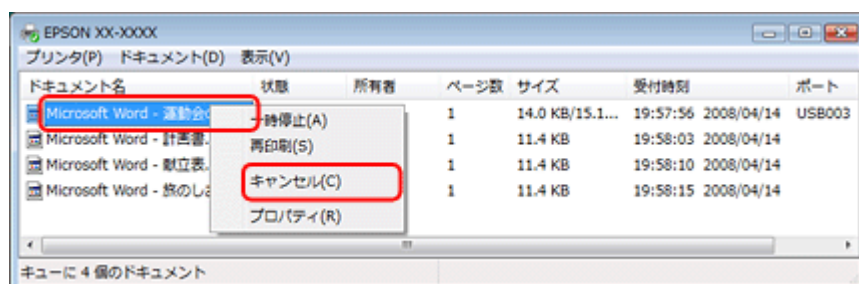 EPSON XX-XXXX
プリンタ(P) ドキュメント(D) 表示(V)
ドキュメント名 状態 所有者 ページ数 サイズ 受付時刻 ポート
Microsoft Word - 運動会の 1 14.0 KB/15.1... 19:57:56 2008/04/14 USB003
Microsoft Word - 計画書. 1 11.4 KB 19:58:03 2008/04/14
Microsoft Word - 献立表. 1 11.4 KB 19:58:10 2008/04/14
Microsoft Word - 旅のし 1 11.4 KB 19:58:15 2008/04/14
一時停止(A)
再印刷(S)
キャンセル(C)
プロパティ(R)
キューに 4 個のドキュメント